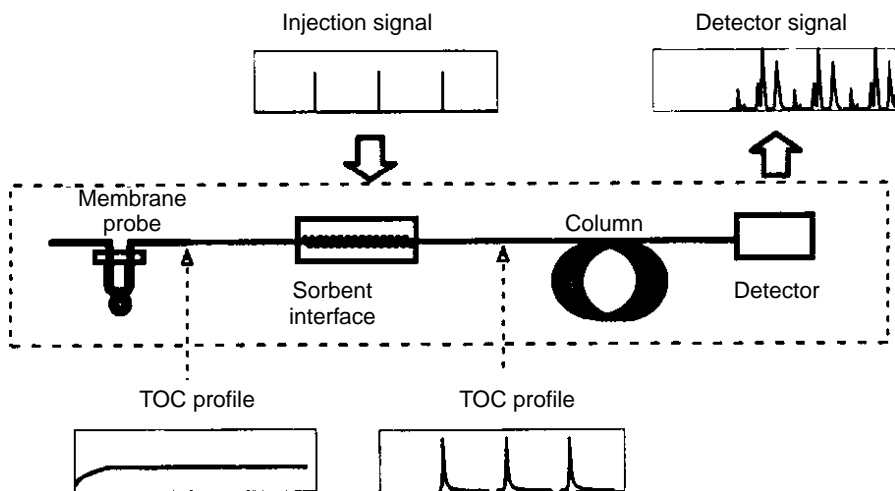 Injection signal
Detector signal
Membrane
probe
Column
Sorbent
interface
Detector
TOC profile
TOC profile